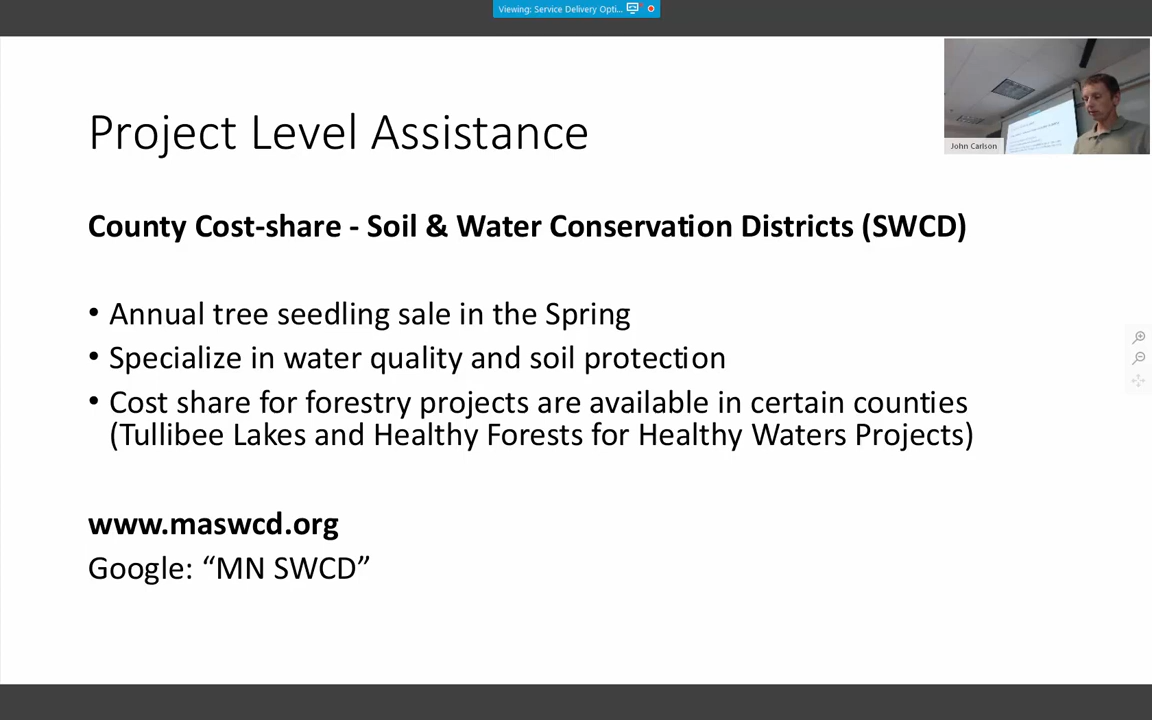 Viewing: Service Delivery Opti...
Project Level Assistance
John Carlson
County Cost-share - Soil & Water Conservation Districts (SWCD)
• Annual tree seedling sale in the Spring
• Specialize in water quality and soil protection
• Cost share for forestry projects are available in certain counties
(Tullibee Lakes and Healthy Forests for Healthy Waters Projects)
www.maswcd.org
Google: “MN SWCD”